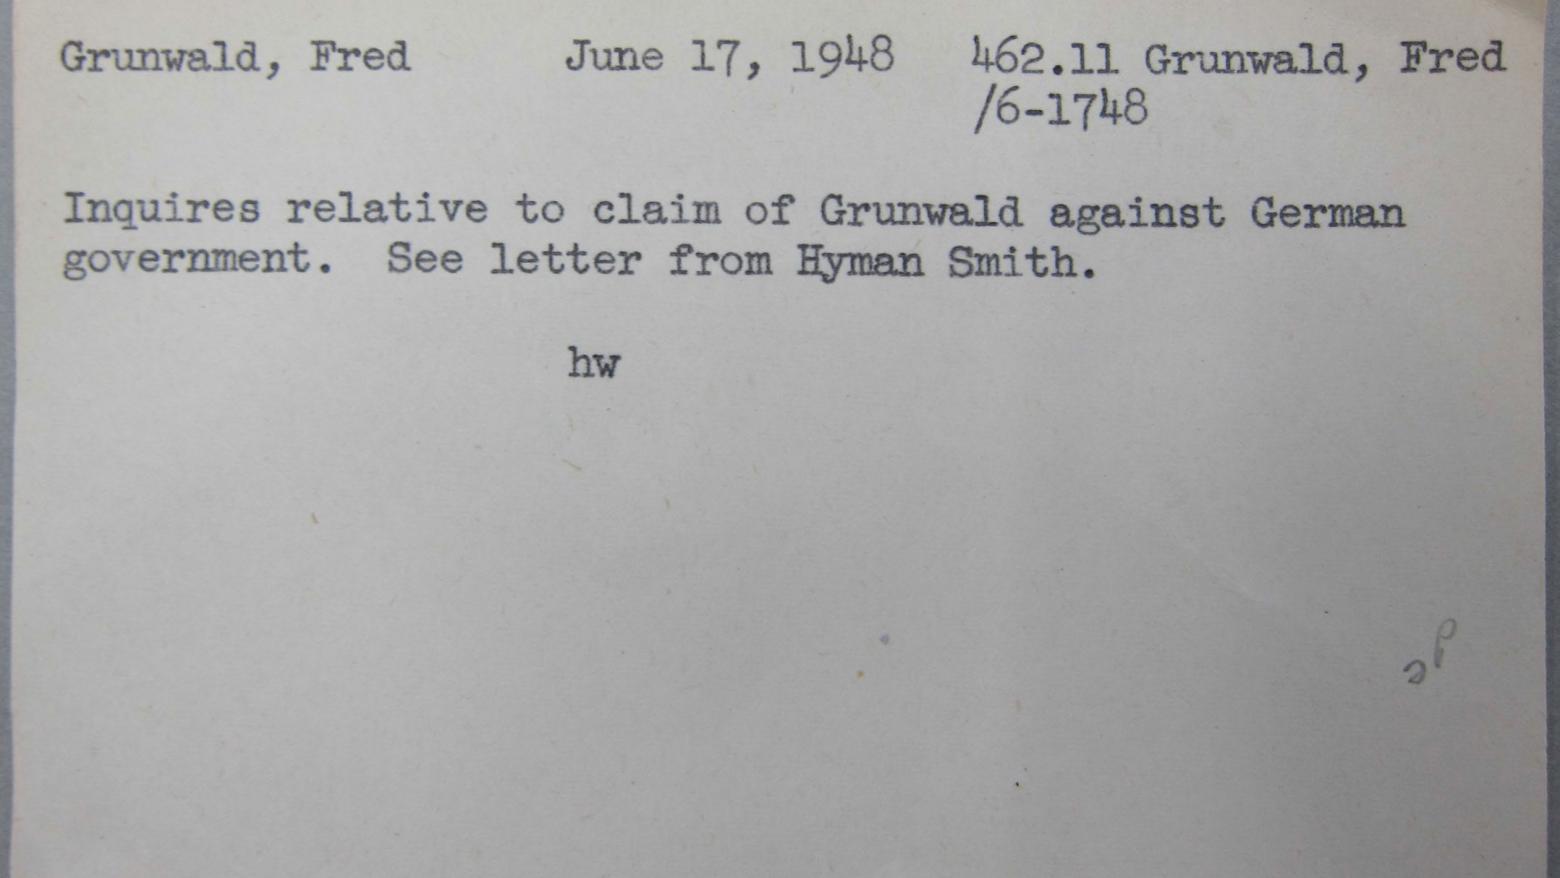 Grunwald, Fred June 17, 1948 462.11 Grunwald, Fred
/6-1748
Inquires relative to claim of Grunwald against German
government. See letter from Hyman Smith.
hw